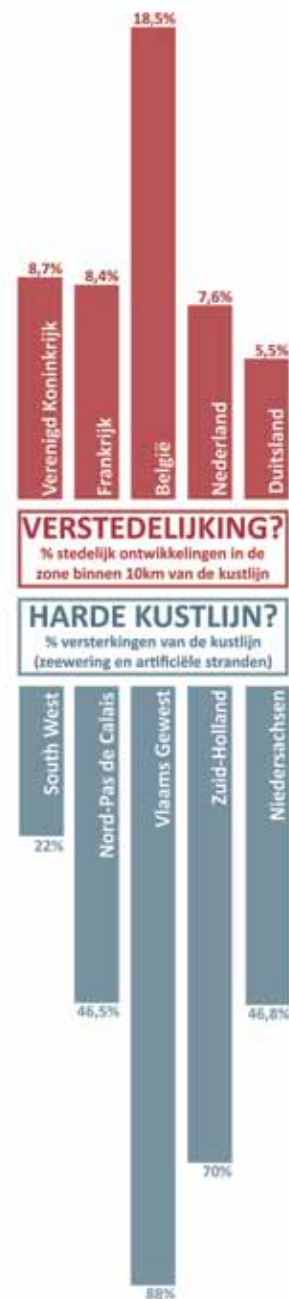 18,5%
8,7%
8,4%
7,6%
5,5%
Verenigd Koninkrijk
Frankrijk
België
Nederland
Duitsland
VERSTEDELIJKING?
% stedelijk ontwikkelingen in de
zone binnen 10km van de kustlijn
HARDE KUSTLIJN?
% versterkingen van de kustlijn
(zeewering en artificiële stranden)
South West
Nord-Pas de Calais
Vlaams Gewest
Zuid-Holland
Niedersachsen
22%
46,5%
46,8%
70%
88%